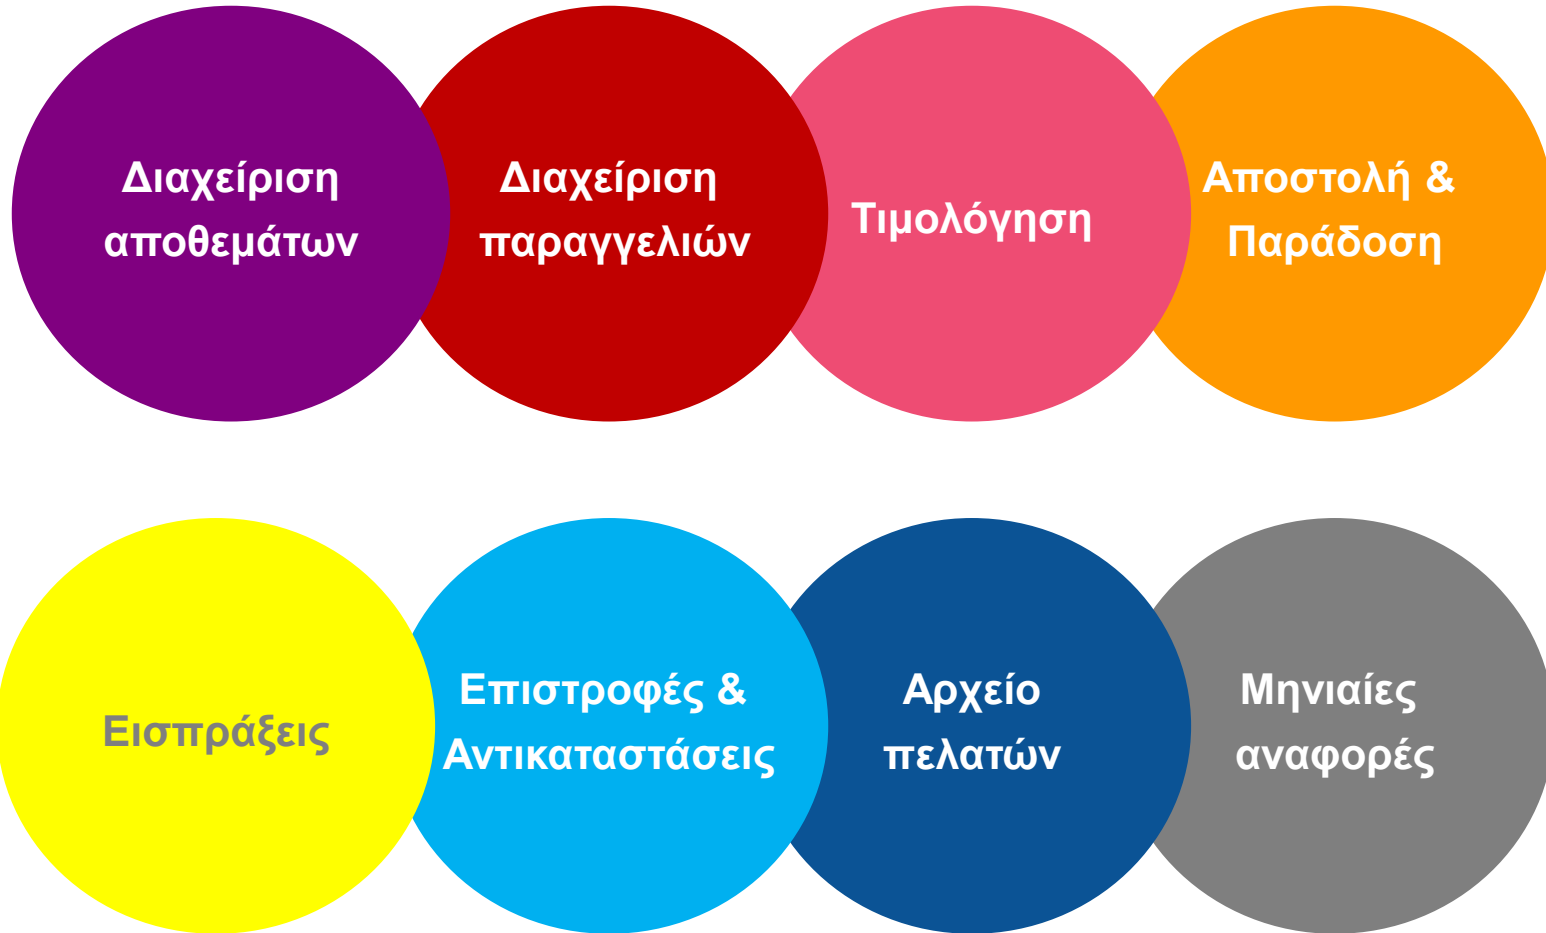 Διαχείριση
αποθεμάτων
Διαχείριση
παραγγελιών
Τιμολόγηση
Αποστολή &
Παράδοση
Εισπράξεις
Επιστροφές &
Αντικαταστάσεις
Αρχείο
πελατών
Μηνιαίες
αναφορές